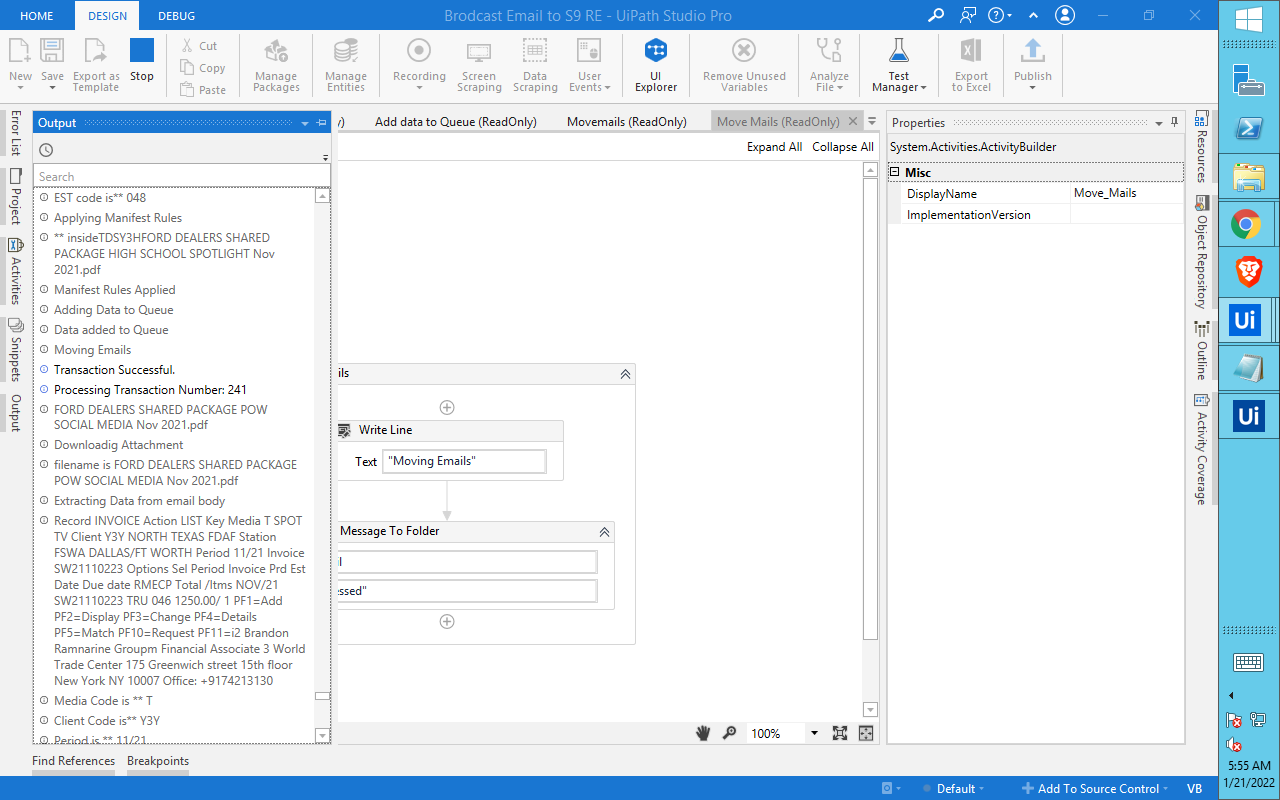 HOME
DESIGN
DEBUG
Brodcast Email to S9 RE - UiPath Studio Pro
New
Save
Export as
Template
Stop
Cut
Copy
Paste
Manage
Packages
Manage
Entities
Recording
Screen
Scraping
Data
Scraping
User
Events
UI
Explorer
Remove Unused
Variables
Analyze
File
Test
Manager
Export
to Excel
Publish
Error List
Project
Activities
Snippets
Output
Output
Search
EST code is** 048
Applying Manifest Rules
** insideTDSY3HFORD DEALERS SHARED
PACKAGE HIGH SCHOOL SPOTLIGHT Nov
2021.pdf
Manifest Rules Applied
Adding Data to Queue
Data added to Queue
Moving Emails
Transaction Successful.
Processing Transaction Number: 241
FORD DEALERS SHARED PACKAGE POW
SOCIAL MEDIA Nov 2021.pdf
Downloadig Attachment
filename is FORD DEALERS SHARED PACKAGE
POW SOCIAL MEDIA Nov 2021.pdf
Extracting Data from email body
Record INVOICE Action LIST Key Media T SPOT
TV Client Y3Y NORTH TEXAS FDAF Station
FSWA DALLAS/FT WORTH Period 11/21 Invoice
SW21110223 Options Sel Period Invoice Prd Est
Date Due date RMECP Total /Itms NOV/21
SW21110223 TRU 046 1250.00/ 1 PF1=Add
PF2=Display PF3=Change PF4=Details
PF5=Match PF10=Request PF11=i2 Brandon
Ramnarine Groupm Financial Associate 3 World
Trade Center 175 Greenwich street 15th floor
New York NY 10007 Office: +9174213130
Media Code is ** T
Client Code is** Y3Y
Period is ** 11/21
Find References
Breakpoints
y)
Add data to Queue (ReadOnly)
Movemails (ReadOnly)
Move Mails (ReadOnly)
Expand All
Collapse All
ils
Write Line
Text
"Moving Emails"
Message To Folder
il
essed"
100%
Properties
System.Activities.ActivityBuilder
Misc
DisplayName
Move_Mails
ImplementationVersion
Resources
Object Repository
Outline
Activity Coverage
Default
Add To Source Control
VB
Ui
Ui
5:55 AM
1/21/2022